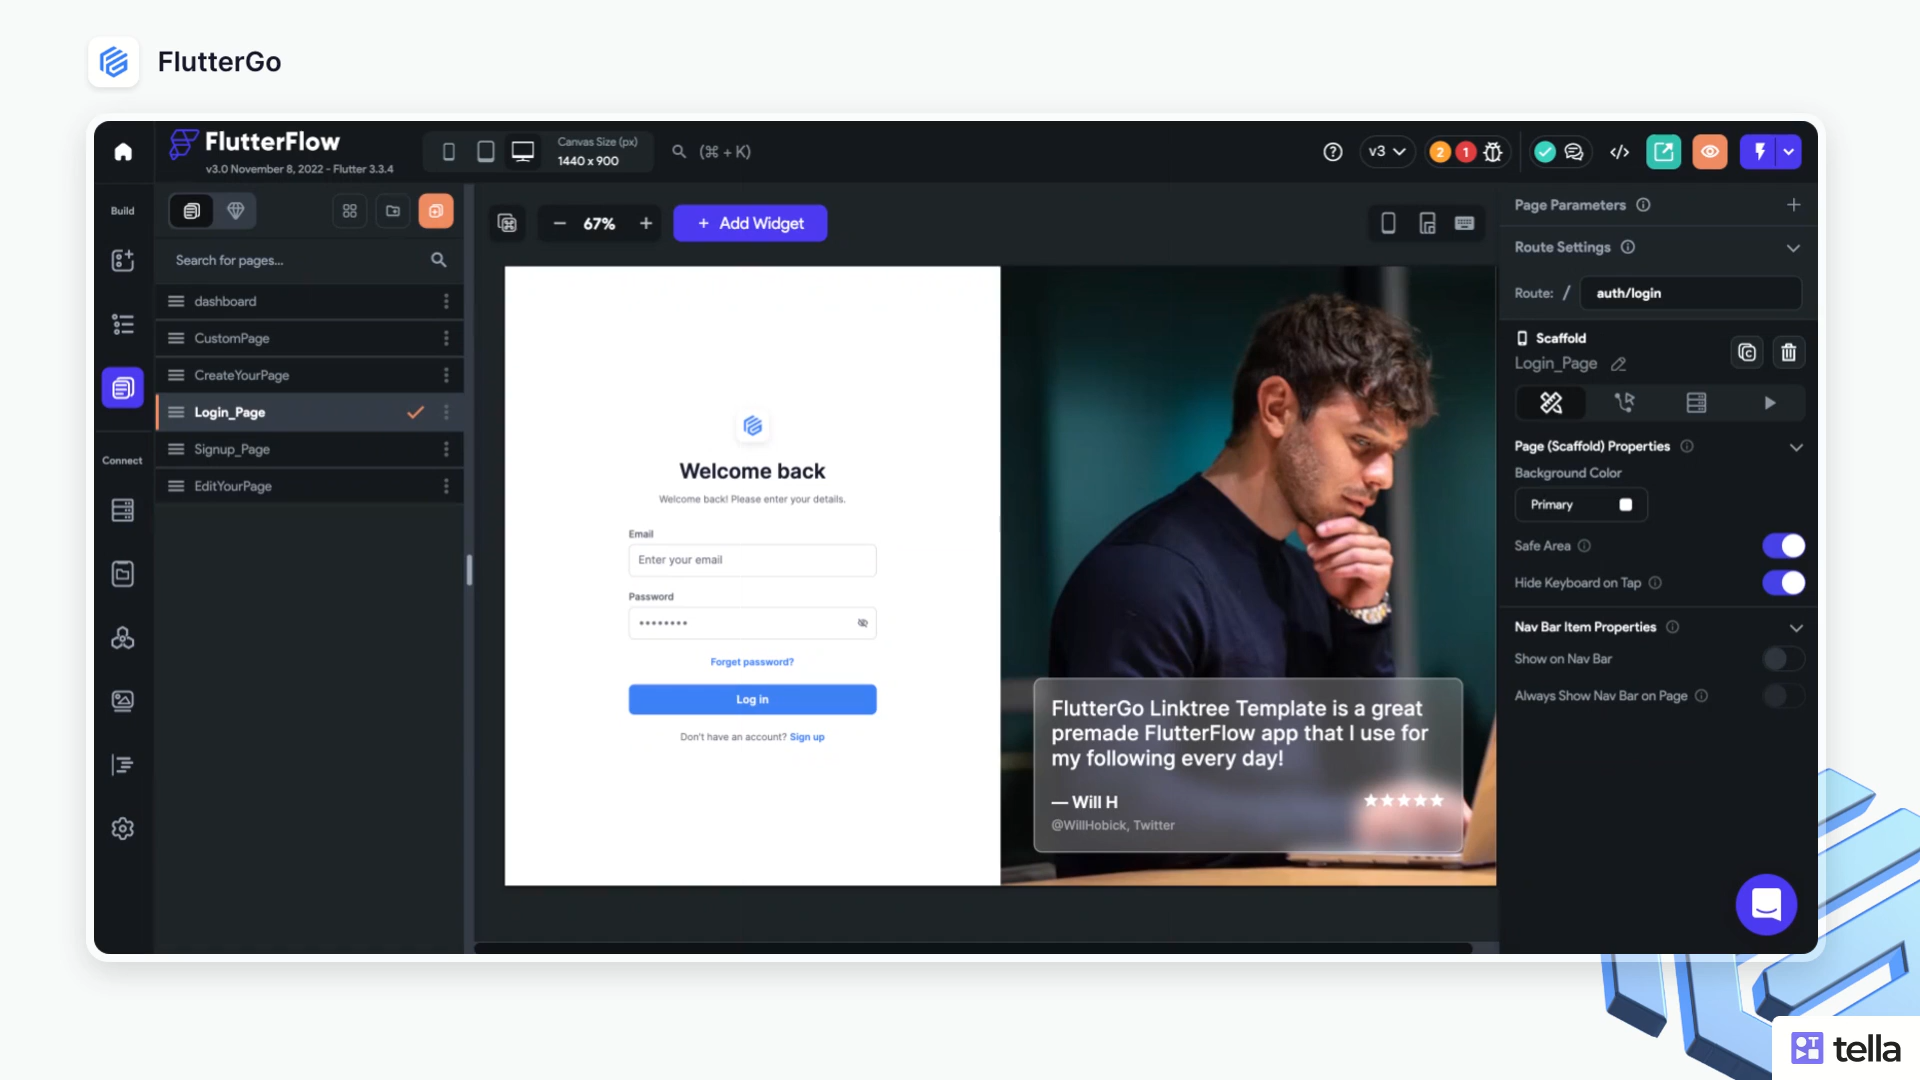 FlutterGo
FlutterFlow
v3.0 November 8, 2022 - Flutter 3.3.4
Canvas Size (px)
1440 x 900
(⌘ + K)
v3
2
1
Build
Connect
Search for pages...
dashboard
CustomPage
CreateYourPage
Login_Page
Signup_Page
EditYourPage
67%
+ Add Widget
Welcome back
Welcome back! Please enter your details.
Email
Enter your email
Password
••••••••
Forget password?
Log in
Don't have an account? Sign up
FlutterGo Linktree Template is a great
premade FlutterFlow app that I use for
my following every day!
— Will H
@WillHobick, Twitter
Page Parameters
Route Settings
Route: / auth/login
Scaffold
Login_Page
Page (Scaffold) Properties
Background Color
Primary
Safe Area
Hide Keyboard on Tap
Nav Bar Item Properties
Show on Nav Bar
Always Show Nav Bar on Page
tella